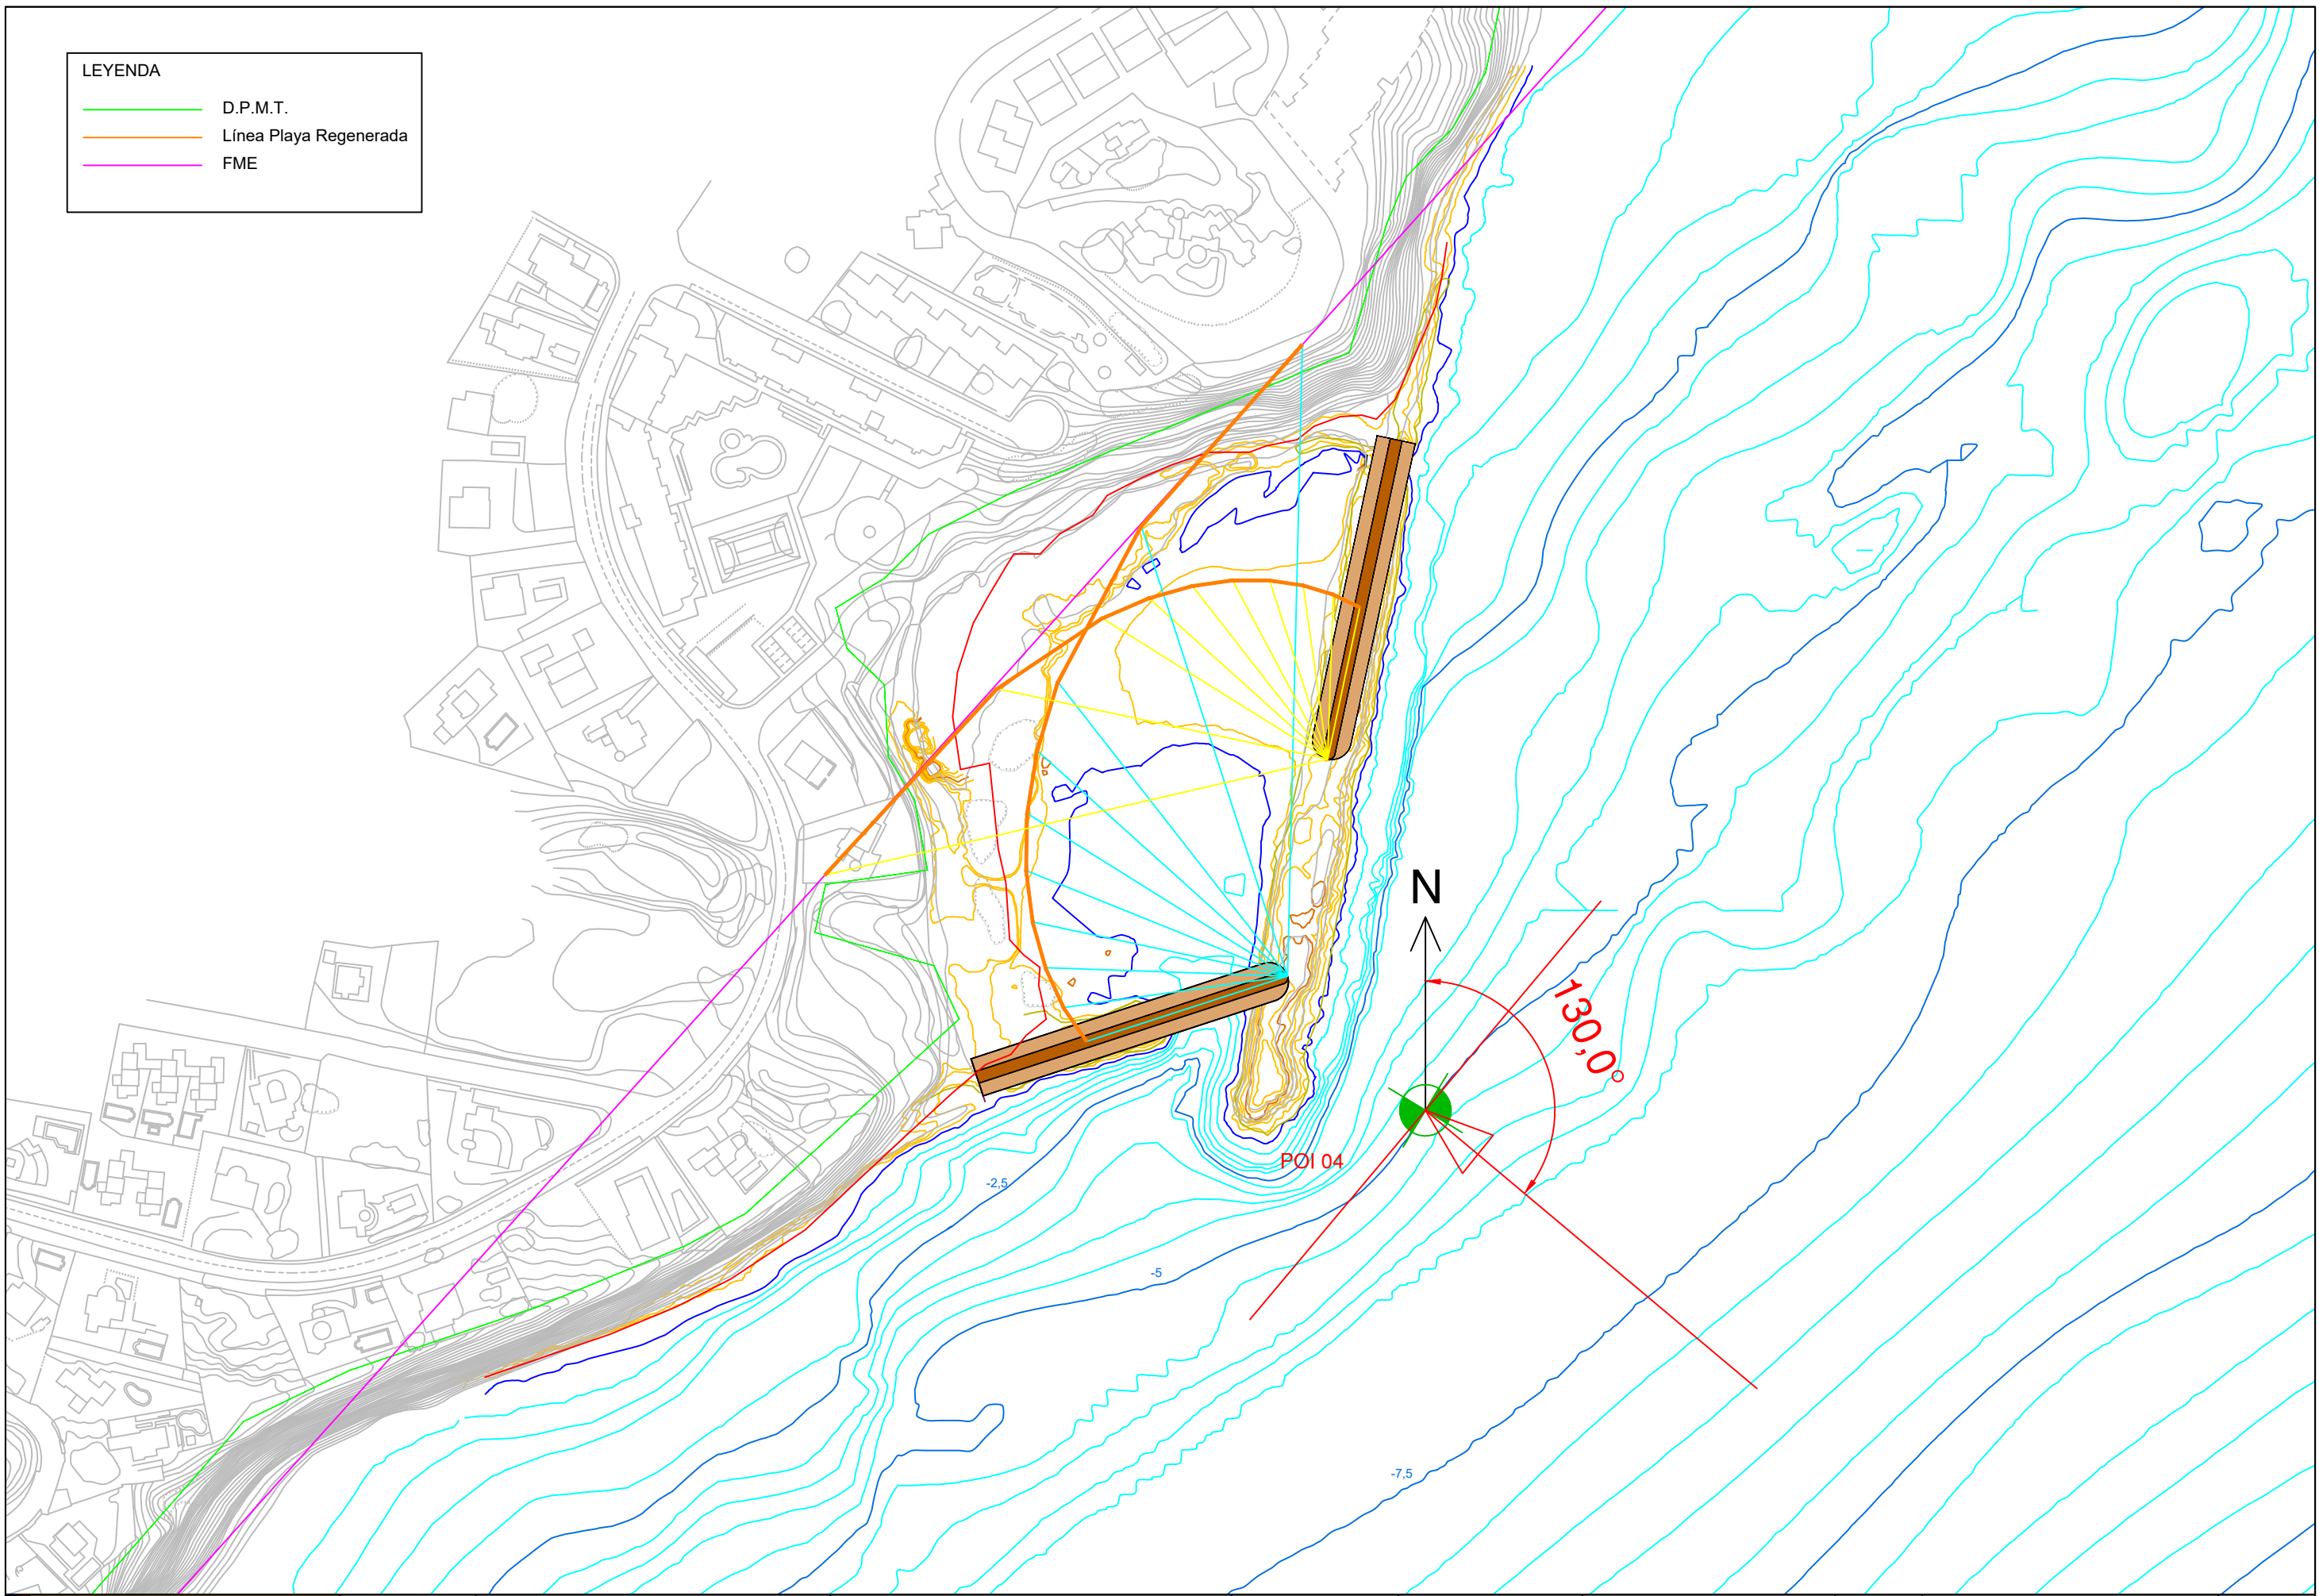 LEYENDA
D.P.M.T.
Línea Playa Regenerada
FME
N
130,0°
POI 04
-2,5
-5
-7,5